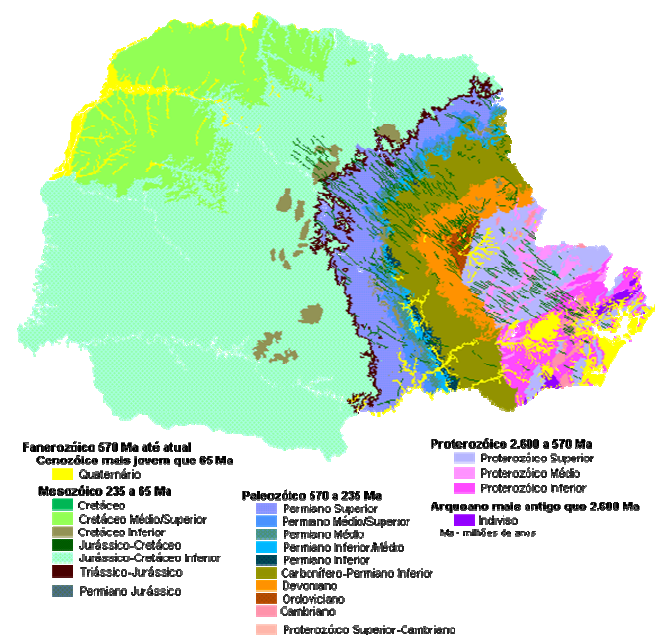 Fanerozóico 570 Ma até atual
Cenozóico mais jovem que 65 Ma
Quaternário
Mesozóico 235 a 65 Ma
Cretáceo
Cretáceo Médio/Superior
Cretáceo Inferior
Jurássico-Cretáceo
Jurássico-Cretáceo Inferior
Triássico-Jurássico
Permiano Jurássico
Paleozóico 570 a 235 Ma
Permiano Superior
Permiano Médio/Superior
Permiano Médio
Permiano Inferior/Médio
Permiano Inferior
Carbonífero-Permiano Inferior
Devoniano
Ordoviciano
Cambriano
Proterozóico Superior-Cambriano
Proterozóico 2.600 a 570 Ma
Proterozóico Superior
Proterozóico Médio
Proterozóico Inferior
Arqueano mais antigo que 2.600 Ma
Indiviso
Ma - milhões de anos